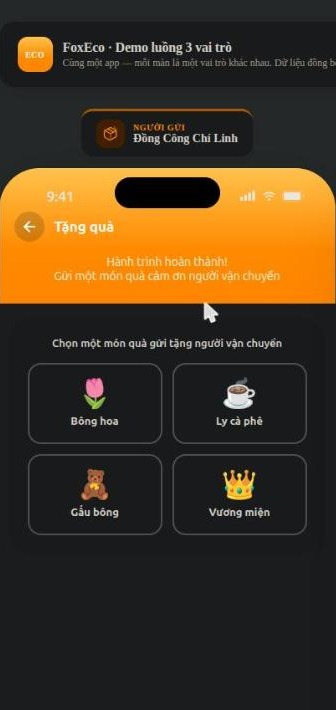 ECO
FoxEco · Demo luồng 3 vai trò
Cùng một app — mỗi màn là một vai trò khác nhau. Dữ liệu đồng
NGƯỜI GỬI
Đồng Công Chí Linh
9:41
Tặng quà
Hành trình hoàn thành!
Gửi một món quà cảm ơn người vận chuyển
Chọn một món quà gửi tặng người vận chuyển
Bông hoa
Ly cà phê
Gấu bông
Vương miện